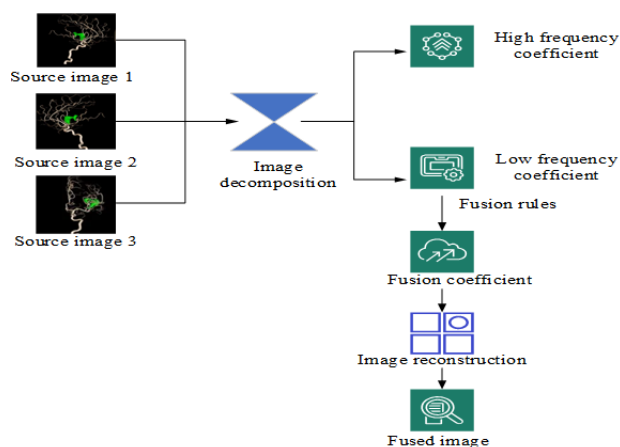 Source image 1
Source image 2
Source image 3
Image
decomposition
High frequency
coefficient
Low frequency
coefficient
Fusion rules
Fusion coefficient
Image reconstruction
Fused image